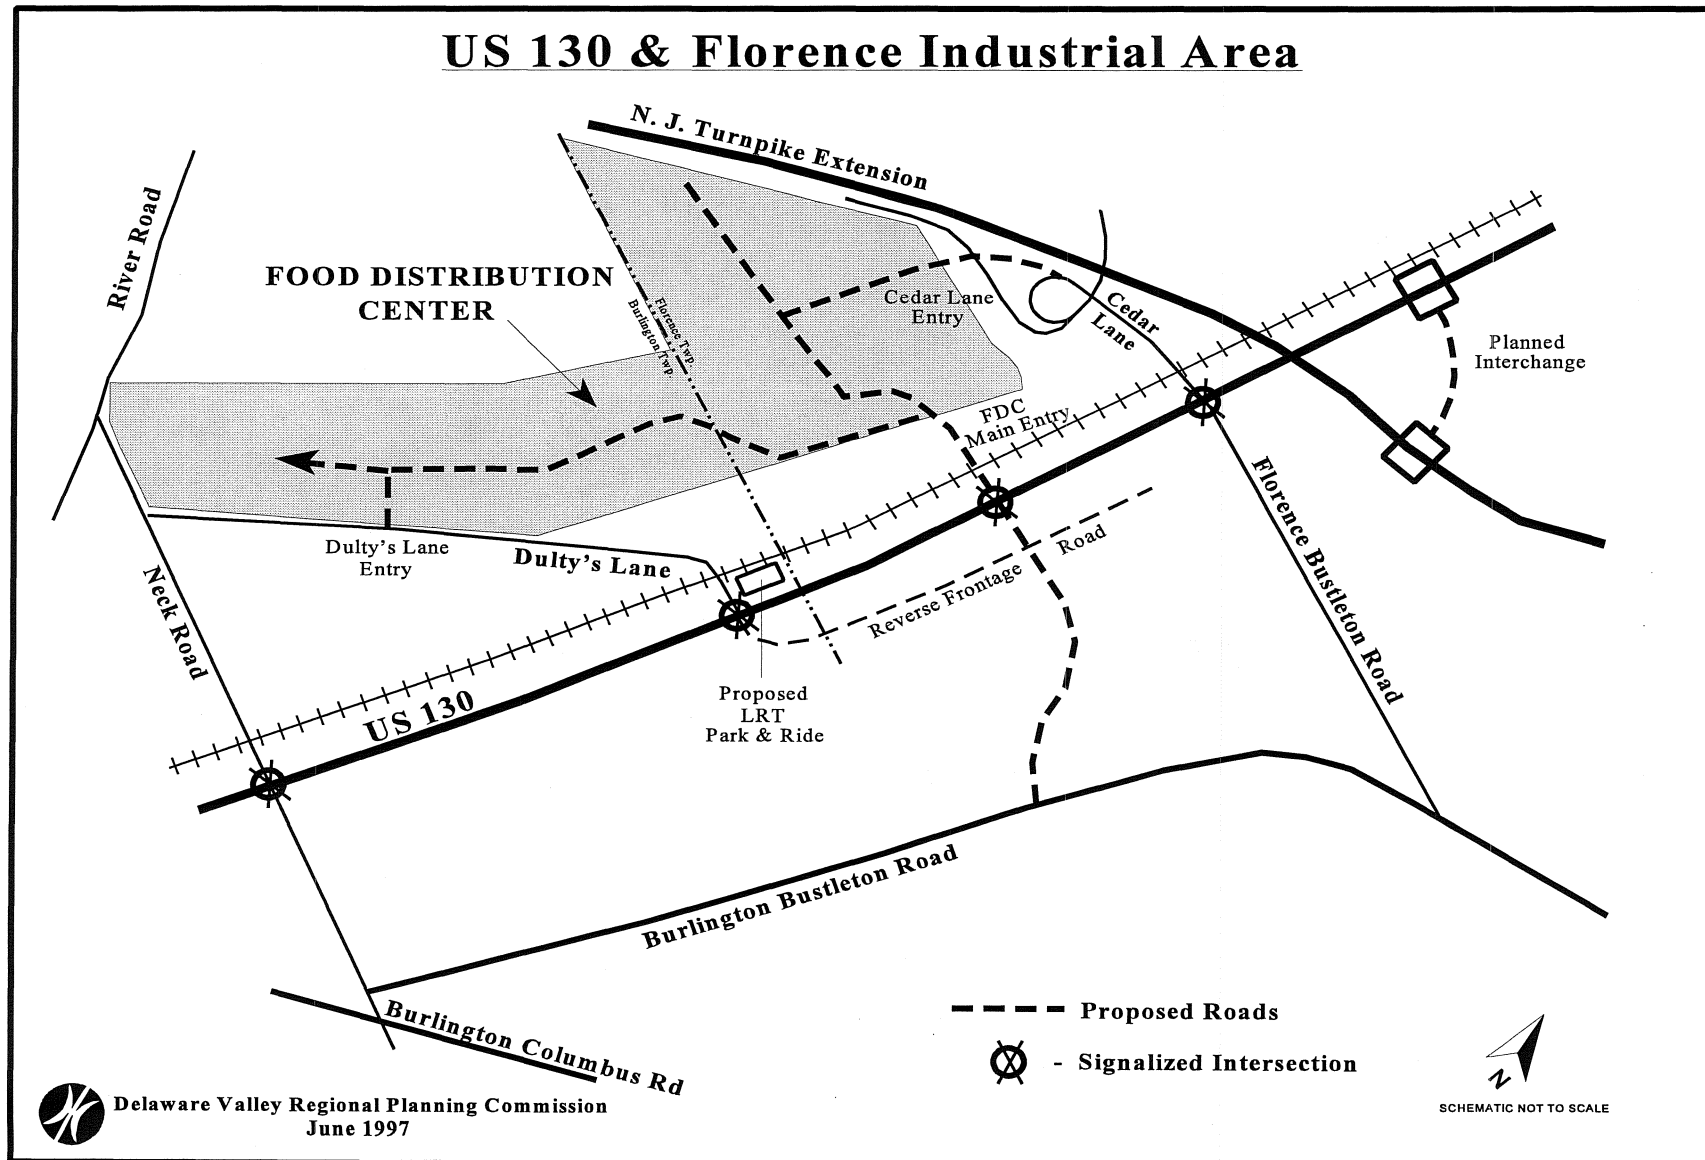 US 130 & Florence Industrial Area
N. J. Turnpike Extension
River Road
FOOD DISTRIBUTION
CENTER
Florence Twp.
Burlington Twp.
Cedar Lane
Entry
Cedar
Lane
Planned
Interchange
FDC
Main Entry
Florence Bustleton Road
Dulty's Lane
Entry
Dulty's Lane
Reverse Frontage Road
Neck Road
US 130
Proposed
LRT
Park & Ride
Burlington Bustleton Road
Burlington Columbus Rd
Proposed Roads
- Signalized Intersection
N
SCHEMATIC NOT TO SCALE
Delaware Valley Regional Planning Commission
June 1997